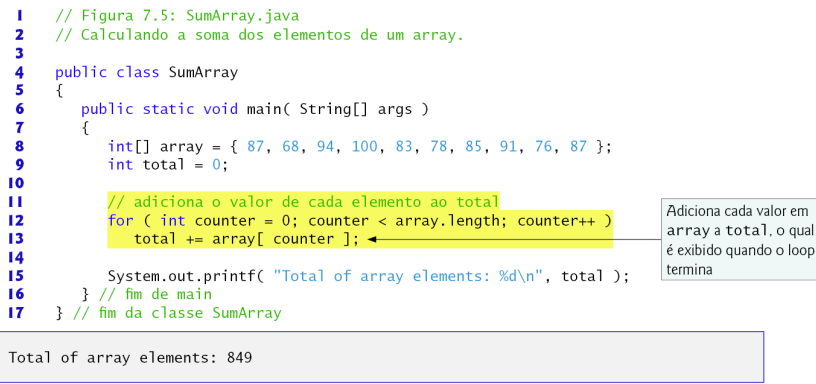 1 // Figura 7.5: SumArray.java
2 // Calculando a soma dos elementos de um array.
3
4 public class SumArray
5 {
6 public static void main( String[] args )
7 {
8 int[] array = { 87, 68, 94, 100, 83, 78, 85, 91, 76, 87 };
9 int total = 0;
10
11 // adiciona o valor de cada elemento ao total
12 for ( int counter = 0; counter < array.length; counter++ )
13 total += array[ counter ];
14
15 System.out.printf( "Total of array elements: %d\n", total );
16 } // fim de main
17 } // fim da classe SumArray
Adiciona cada valor em
array a total, o qual
é exibido quando o loop
termina
Total of array elements: 849